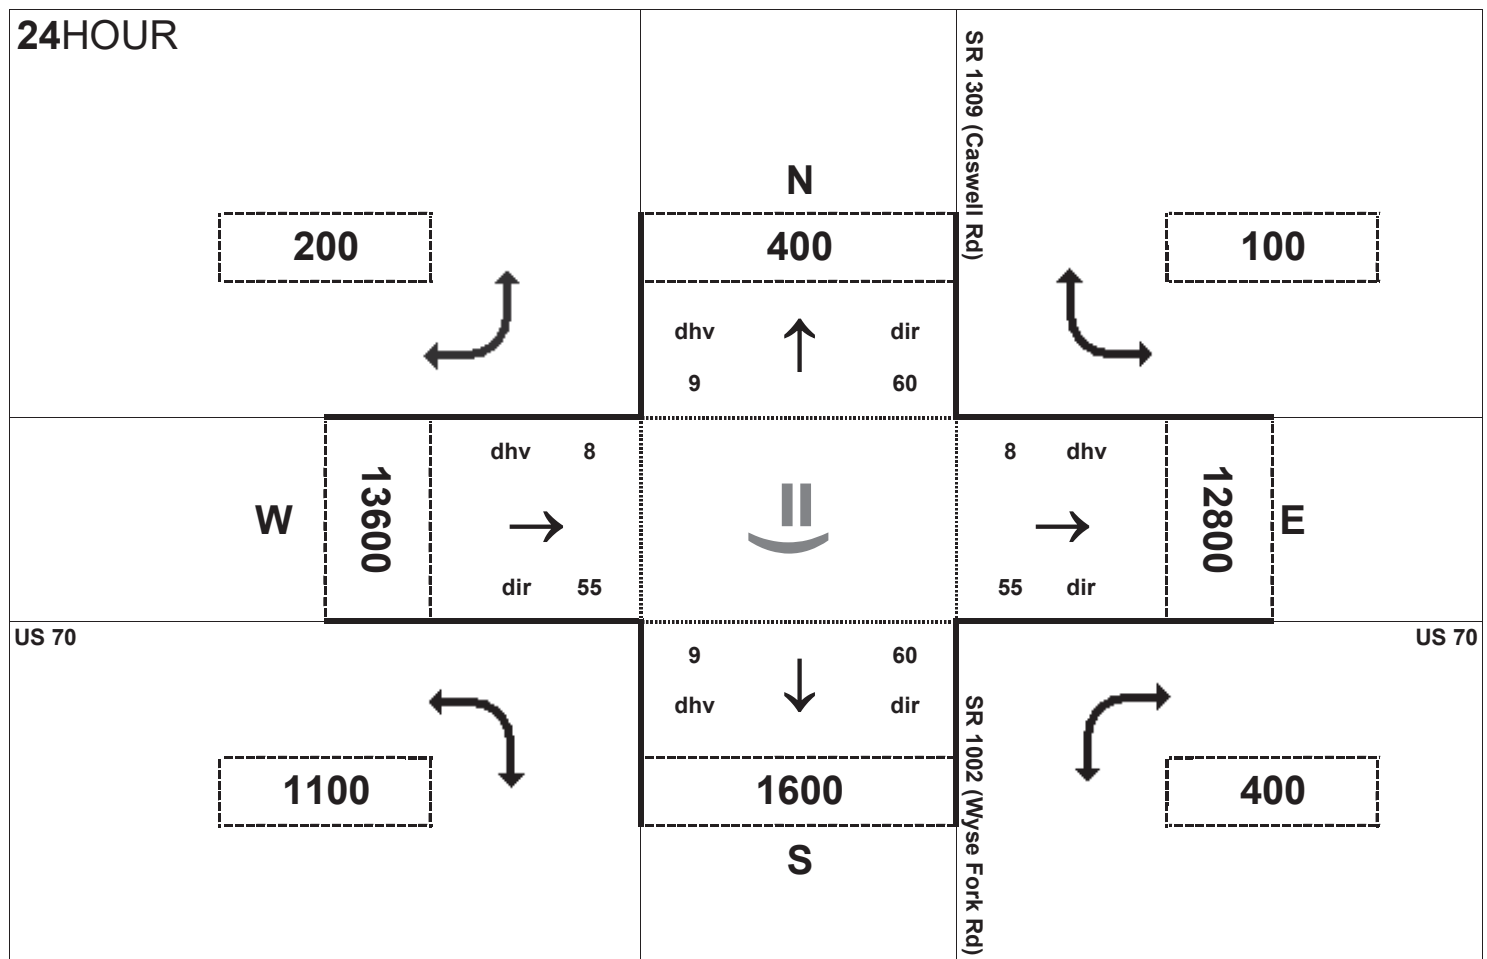 24HOUR
SR 1309 (Caswell Rd)
N
200
400
100
dhv
dir
9
60
dhv 8
8 dhv
W
13600
12800
E
dir 55
55 dir
US 70
US 70
9
60
dhv
dir
SR 1002 (Wyse Fork Rd)
1100
1600
400
S